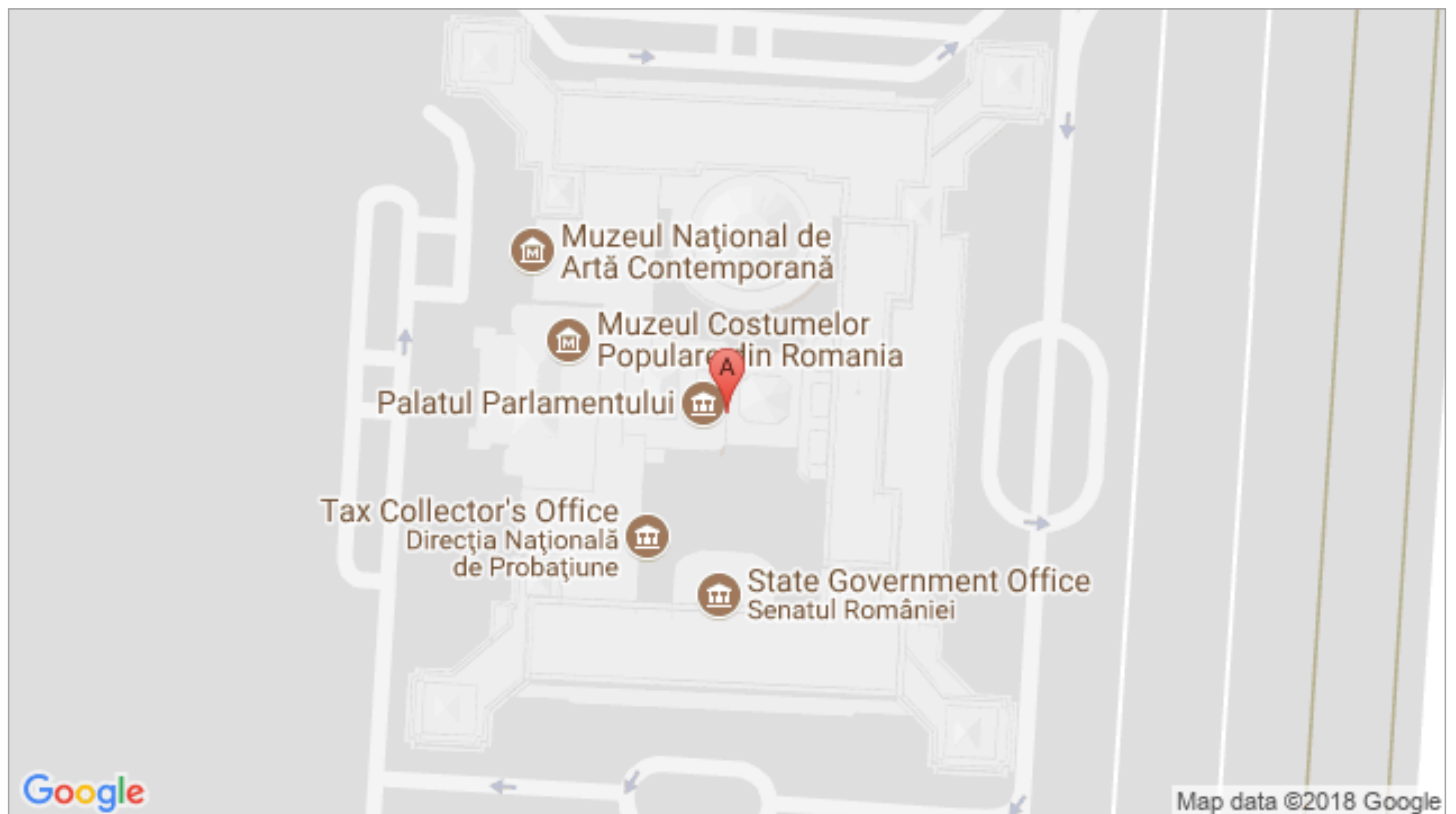 Muzeul Naţional de
Artă Contemporană
Muzeul Costumelor
Populare din Romania
A
Palatul Parlamentului
Tax Collector's Office
Direcţia Naţională
de Probaţiune
State Government Office
Senatul României
Google
Map data ©2018 Google